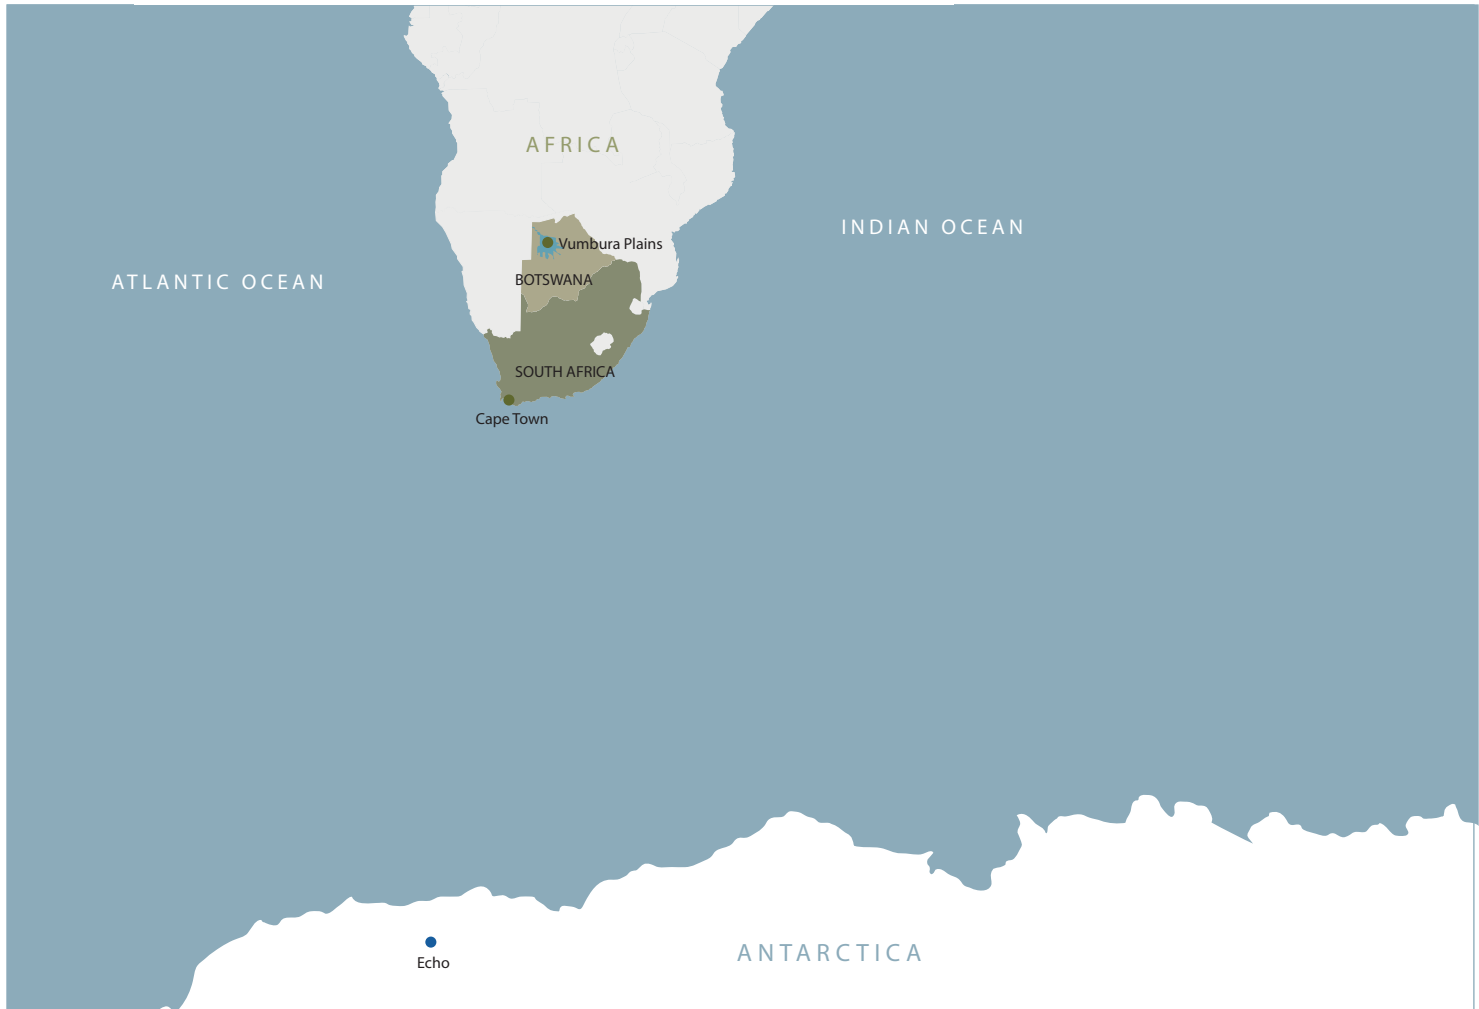 AFRICA
INDIAN OCEAN
Vumbura Plains
ATLANTIC OCEAN
BOTSWANA
SOUTH AFRICA
Cape Town
ANTARCTICA
Echo